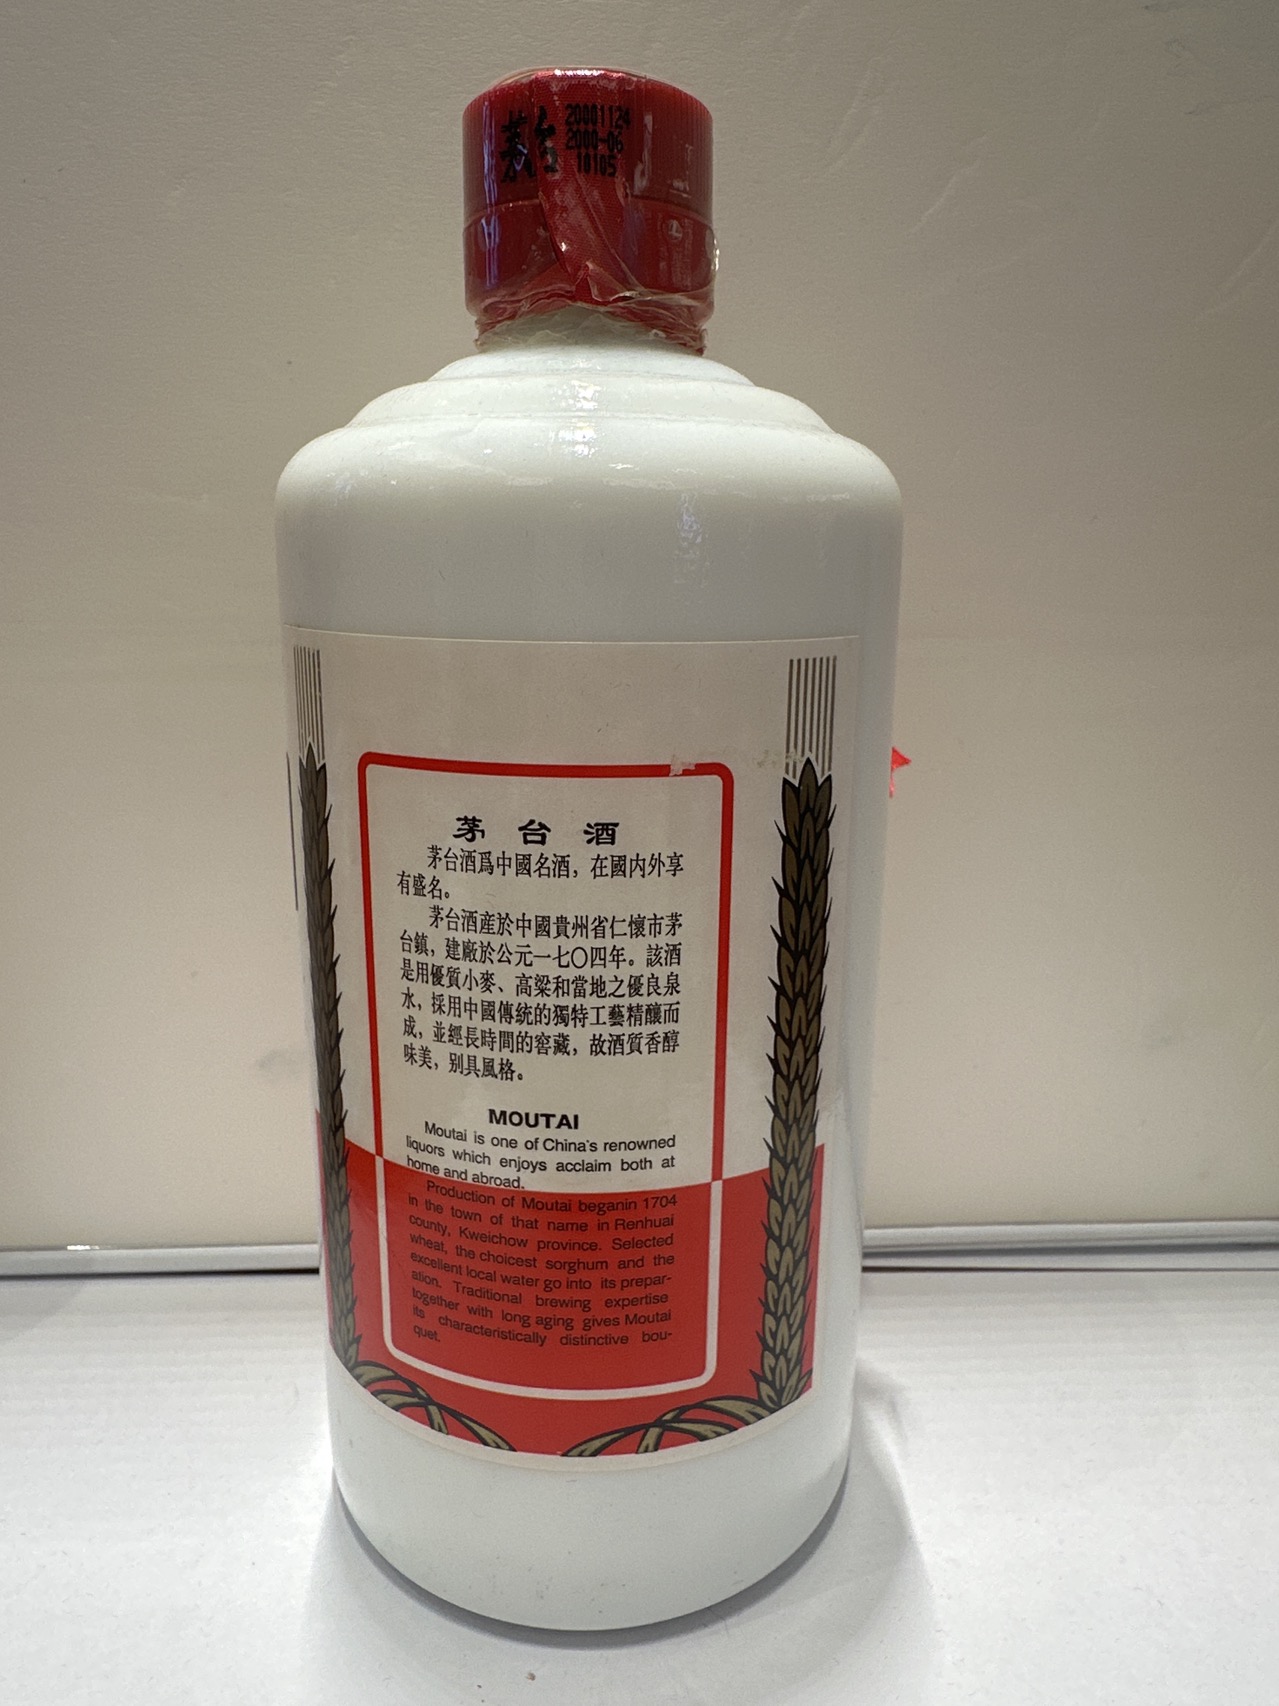 茅台
20001124
2000-06
10105
茅台酒
茅台酒爲中國名酒，在國内外享
有盛名。
茅台酒産於中國貴州省仁懷市茅
台鎮，建廠於公元一七〇四年。該酒
是用優質小麥、高粱和當地之優良泉
水，採用中國傳統的獨特工藝精釀而
成，並經長時間的窖藏，故酒質香醇
味美，别具風格。
MOUTAI
Moutai is one of China's renowned
liquors which enjoys acclaim both at
home and abroad.
Production of Moutai beganin 1704
in the town of that name in Renhuai
county, Kweichow province. Selected
wheat, the choicest sorghum and the
excellent local water go into its prepar-
ation. Traditional brewing expertise
together with long aging gives Moutai
its characteristically distinctive bou-
quet.